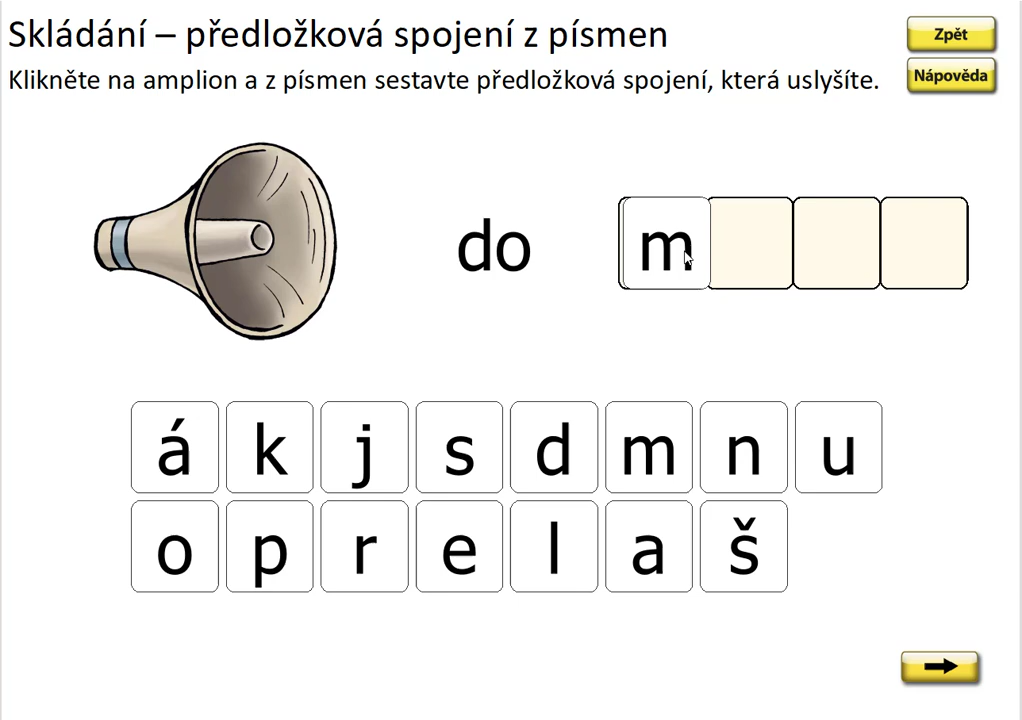 Skládání – předložková spojení z písmen
Zpět
Klikněte na amplion a z písmen sestavte předložková spojení, která uslyšíte.
Nápověda
do m
á k j s d m n u
o p r e l a š